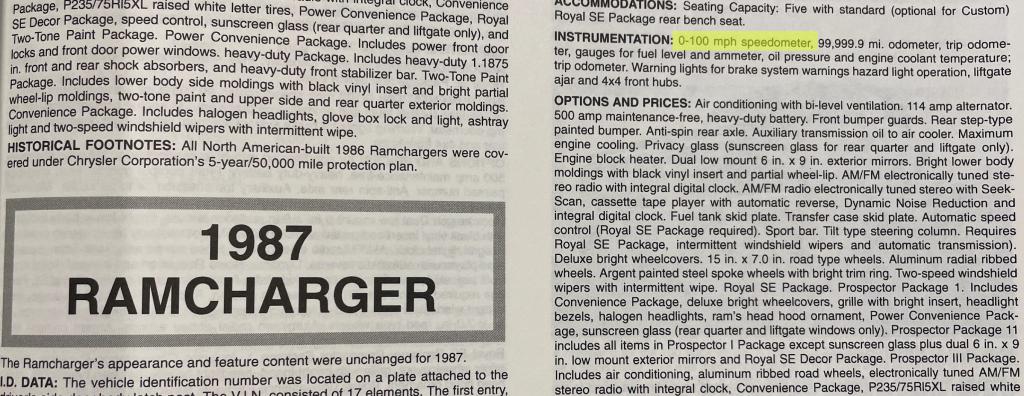 Package, P235/75RI5XL raised white letter tires, Power Convenience Package, Royal
SE Decor Package, speed control, sunscreen glass (rear quarter and liftgate only), and
Two-Tone Paint Package. Power Convenience Package. Includes power front door
locks and front door power windows. heavy-duty Package. Includes heavy-duty 1.1875
in. front and rear shock absorbers, and heavy-duty front stabilizer bar. Two-Tone Paint
Package. Includes lower body side moldings with black vinyl insert and bright partial
wheel-lip moldings, two-tone paint and upper side and rear quarter exterior moldings.
Convenience Package. Includes halogen headlights, glove box lock and light, ashtray
light and two-speed windshield wipers with intermittent wipe.
HISTORICAL FOOTNOTES: All North American-built 1986 Ramchargers were cov-
ered under Chrysler Corporation's 5-year/50,000 mile protection plan.
1987
RAMCHARGER
The Ramcharger's appearance and feature content were unchanged for 1987.
I.D. DATA: The vehicle identification number was located on a plate attached to the
V.I.N. consisted of 17 elements. The first entry,
ACCOMMODATIONS: Seating Capacity: Five with standard (optional for Custom)
Royal SE Package rear bench seat.
INSTRUMENTATION: 0-100 mph speedometer, 99,999.9 mi. odometer, trip odome-
ter, gauges for fuel level and ammeter, oil pressure and engine coolant temperature;
trip odometer. Warning lights for brake system warnings hazard light operation, liftgate
ajar and 4x4 front hubs.
OPTIONS AND PRICES: Air conditioning with bi-level ventilation. 114 amp alternator.
500 amp maintenance-free, heavy-duty battery. Front bumper guards. Rear step-type
painted bumper. Anti-spin rear axle. Auxiliary transmission oil to air cooler. Maximum
engine cooling. Privacy glass (sunscreen glass for rear quarter and liftgate only).
Engine block heater. Dual low mount 6 in. x 9 in. exterior mirrors. Bright lower body
moldings with black vinyl insert and partial wheel-lip. AM/FM electronically tuned ste-
reo radio with integral digital clock. AM/FM radio electronically tuned stereo with Seek-
Scan, cassette tape player with automatic reverse, Dynamic Noise Reduction and
integral digital clock. Fuel tank skid plate. Transfer case skid plate. Automatic speed
control (Royal SE Package required). Sport bar. Tilt type steering column. Requires
Royal SE Package, intermittent windshield wipers and automatic transmission).
Deluxe bright wheelcovers. 15 in. x 7.0 in. road type wheels. Aluminum radial ribbed
wheels. Argent painted steel spoke wheels with bright trim ring. Two-speed windshield
wipers with intermittent wipe. Royal SE Package. Prospector Package 1. Includes
Convenience Package, deluxe bright wheelcovers, grille with bright insert, headlight
bezels, halogen headlights, ram's head hood ornament, Power Convenience Pack-
age, sunscreen glass (rear quarter and liftgate windows only). Prospector Package 11
includes all items in Prospector I Package except sunscreen glass plus dual 6 in. x 9
in. low mount exterior mirrors and Royal SE Decor Package. Prospector III Package.
Includes air conditioning, aluminum ribbed road wheels, electronically tuned AM/FM
stereo radio with integral clock, Convenience Package, P235/75RI5XL raised white